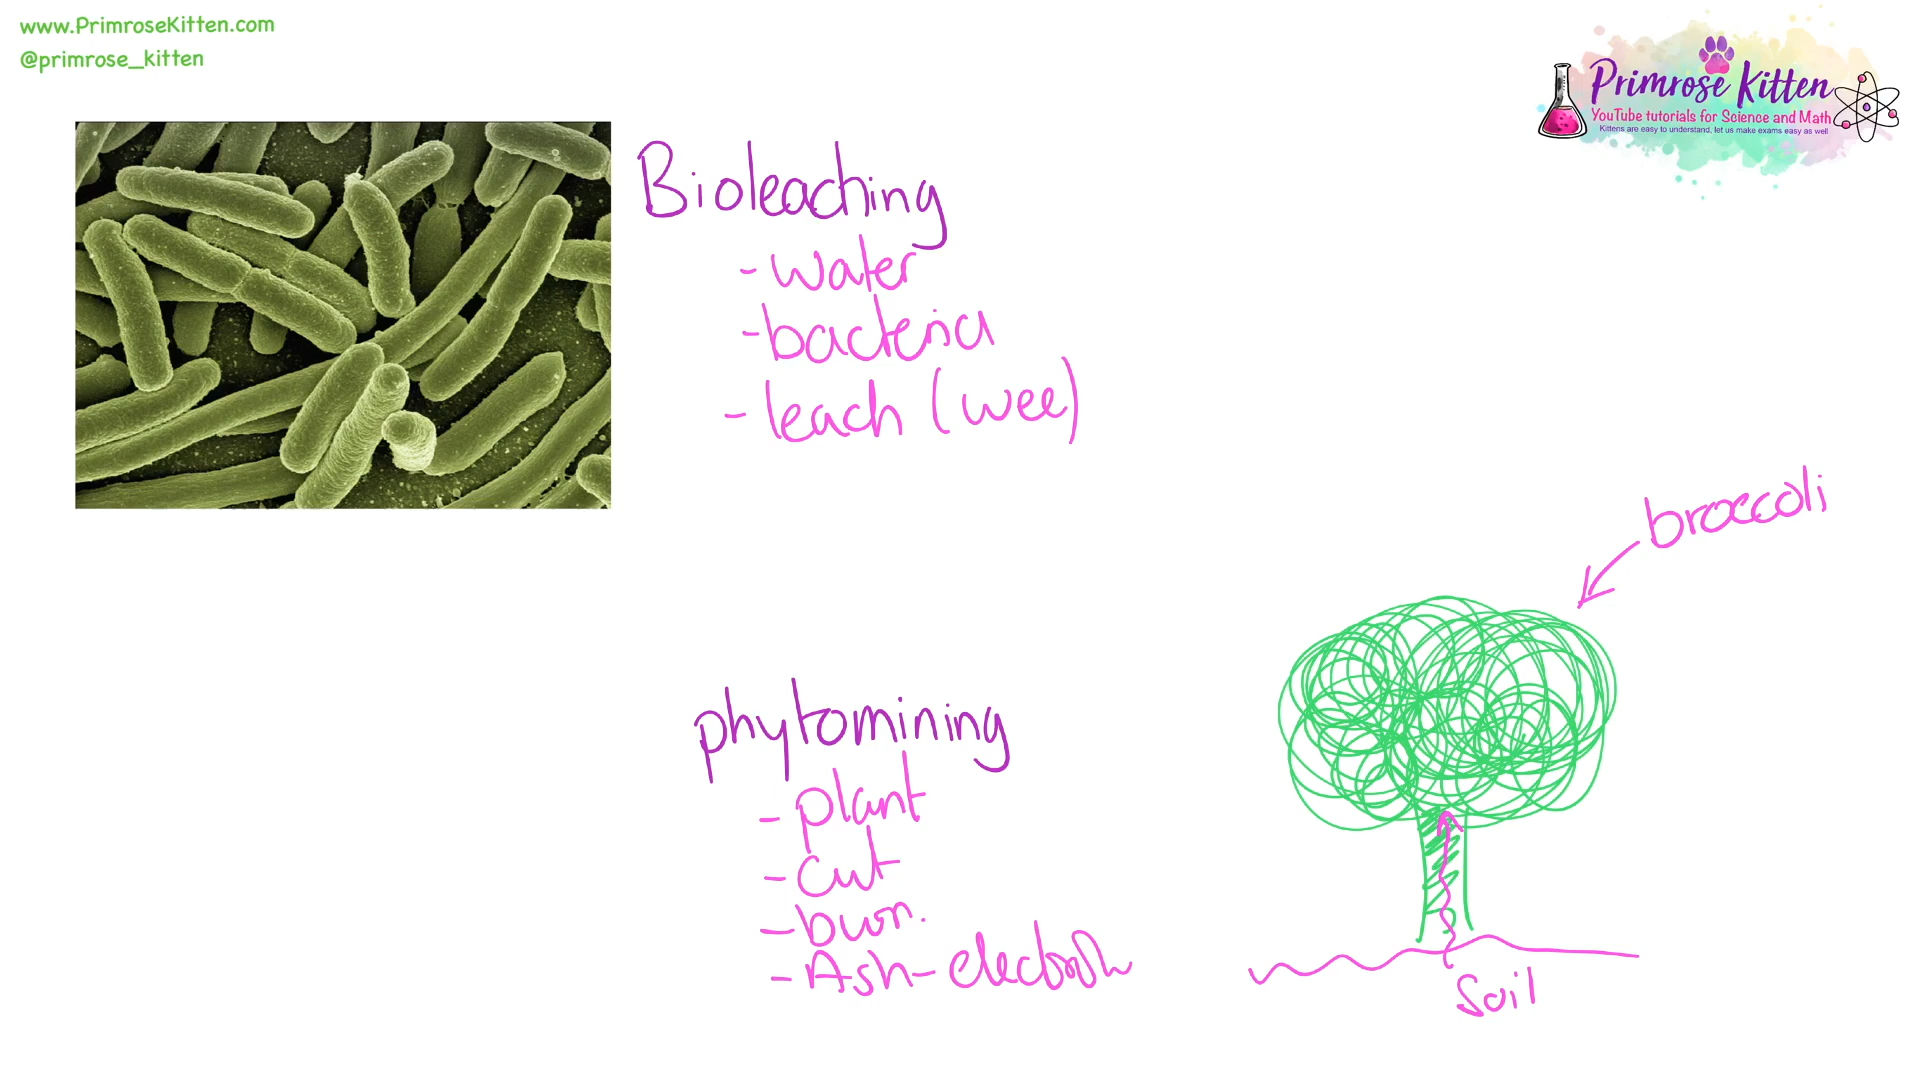 www.PrimroseKitten.com
@primrose_kitten
Primrose Kitten
YouTube tutorials for Science and Math
Kittens are easy to understand, let us make exams easy as well
Bioleaching
- water
- bacteria
- leach (wee)
broccoli
phytomining
- plant
- cut
- burn.
- Ash-
soil